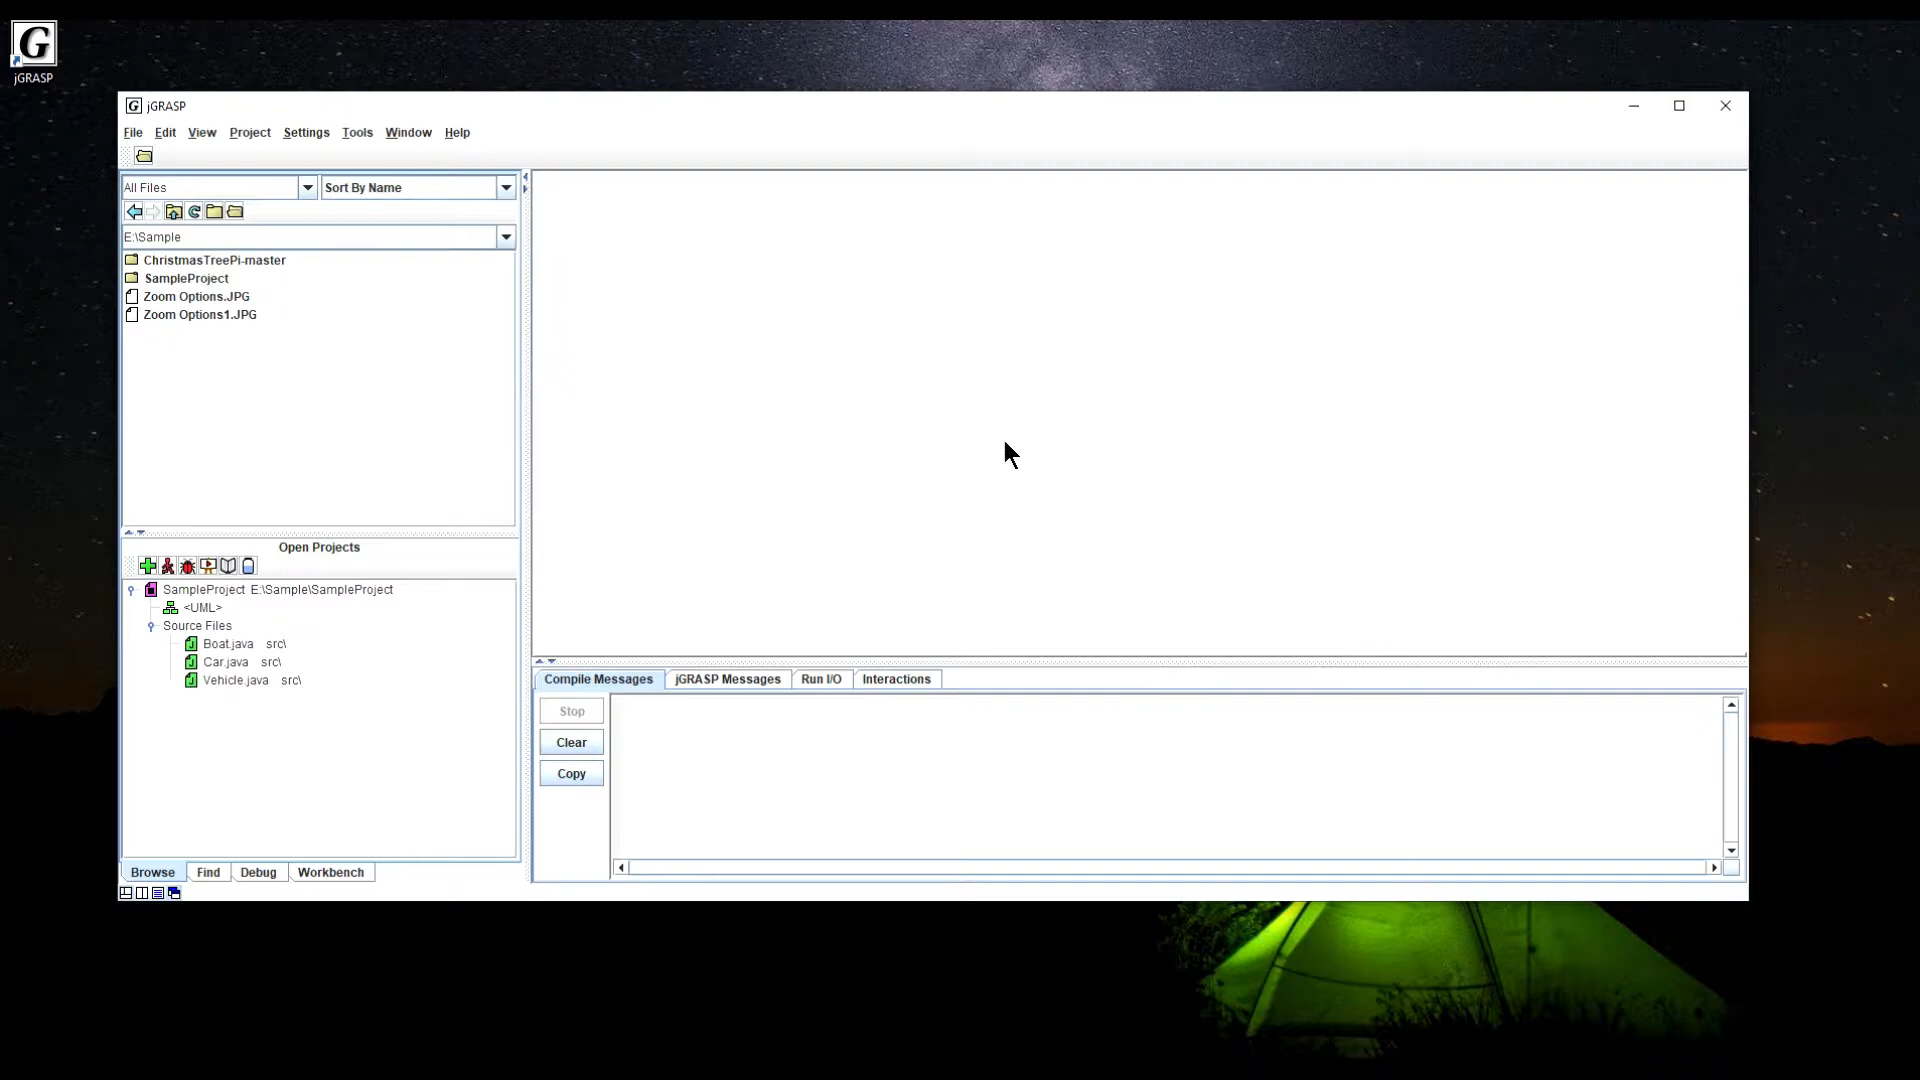 G
jGRASP
G jGRASP
File Edit View Project Settings Tools Window Help
All Files Sort By Name
E:\Sample
ChristmasTreePi-master
SampleProject
Zoom Options.JPG
Zoom Options1.JPG
Open Projects
SampleProject E:\Sample\SampleProject
<UML>
Source Files
Boat.java src\
Car.java src\
Vehicle.java src\
Browse Find Debug Workbench
Compile Messages jGRASP Messages Run I/O Interactions
Stop
Clear
Copy